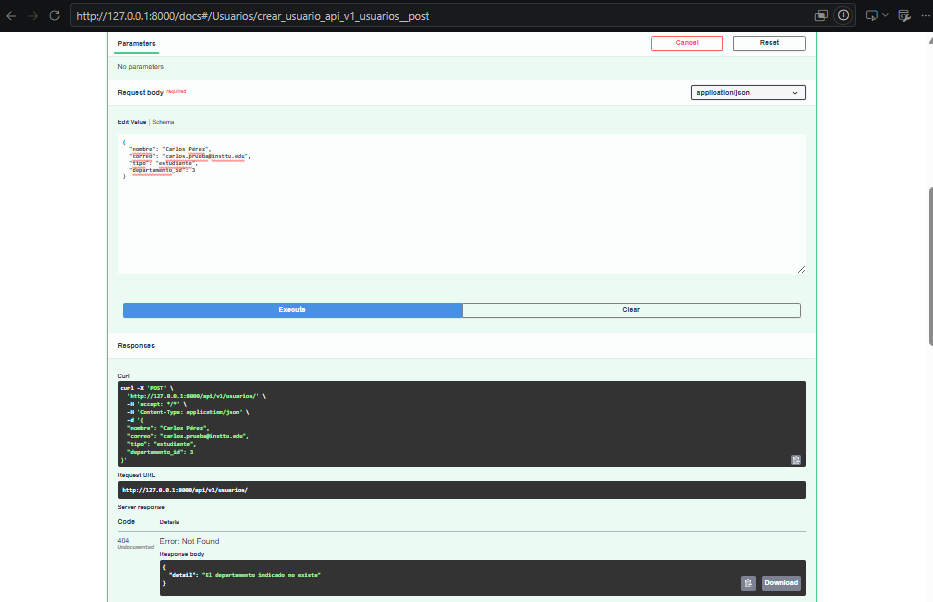 http://127.0.0.1:8000/docs#/Usuarios/crear_usuario_api_v1_usuarios__post
Parameters
Cancel
Reset
No parameters
Request body required
application/json
Edit Value | Schema
{
"nombre": "Carlos Pérez",
"correo": "carlos.prueba@insttu.edu",
"tipo": "estudiante",
"departamento_id": 3
}
Execute
Clear
Responses
Curl
curl -X 'POST' \
'http://127.0.0.1:8000/api/v1/usuarios/' \
-H 'accept: */*' \
-H 'Content-Type: application/json' \
-d '{
"nombre": "Carlos Pérez",
"correo": "carlos.prueba@insttu.edu",
"tipo": "estudiante",
"departamento_id": 3
}'
Request URL
http://127.0.0.1:8000/api/v1/usuarios/
Server response
Code Details
404 Error: Not Found
Undocumented
Response body
{
"detail": "El departamento indicado no existe"
}
Download